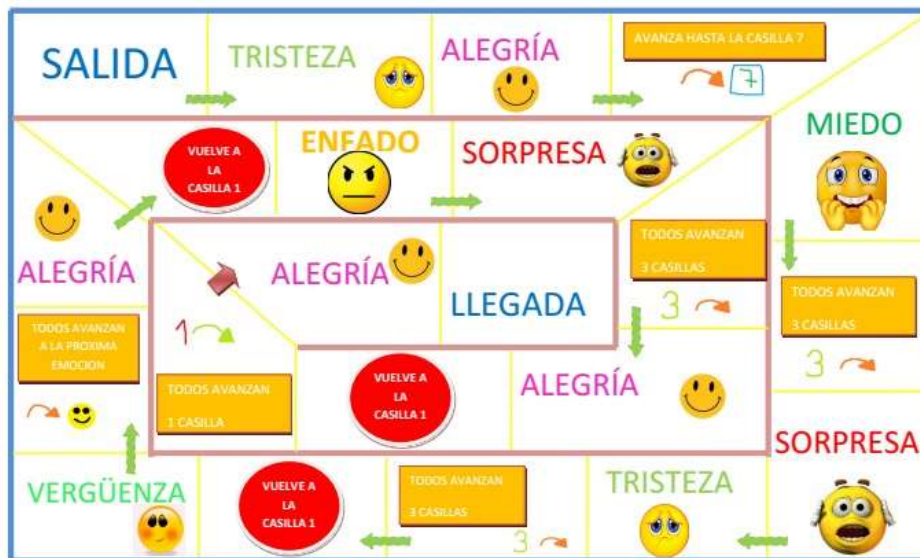 SALIDA
TRISTEZA
ALEGRÍA
AVANZA HASTA LA CASILLA 7
7
MIEDO
TODOS AVANZAN
3 CASILLAS
3
SORPRESA
TRISTEZA
TODOS AVANZAN
3 CASILLAS
3
VUELVE A
LA
CASILLA 1
VERGÜENZA
TODOS AVANZAN
A LA PROXIMA
EMOCION
ALEGRÍA
VUELVE A
LA
CASILLA 1
ENFADO
SORPRESA
TODOS AVANZAN
3 CASILLAS
3
ALEGRÍA
VUELVE A
LA
CASILLA 1
TODOS AVANZAN
1 CASILLA
1
ALEGRÍA
LLEGADA